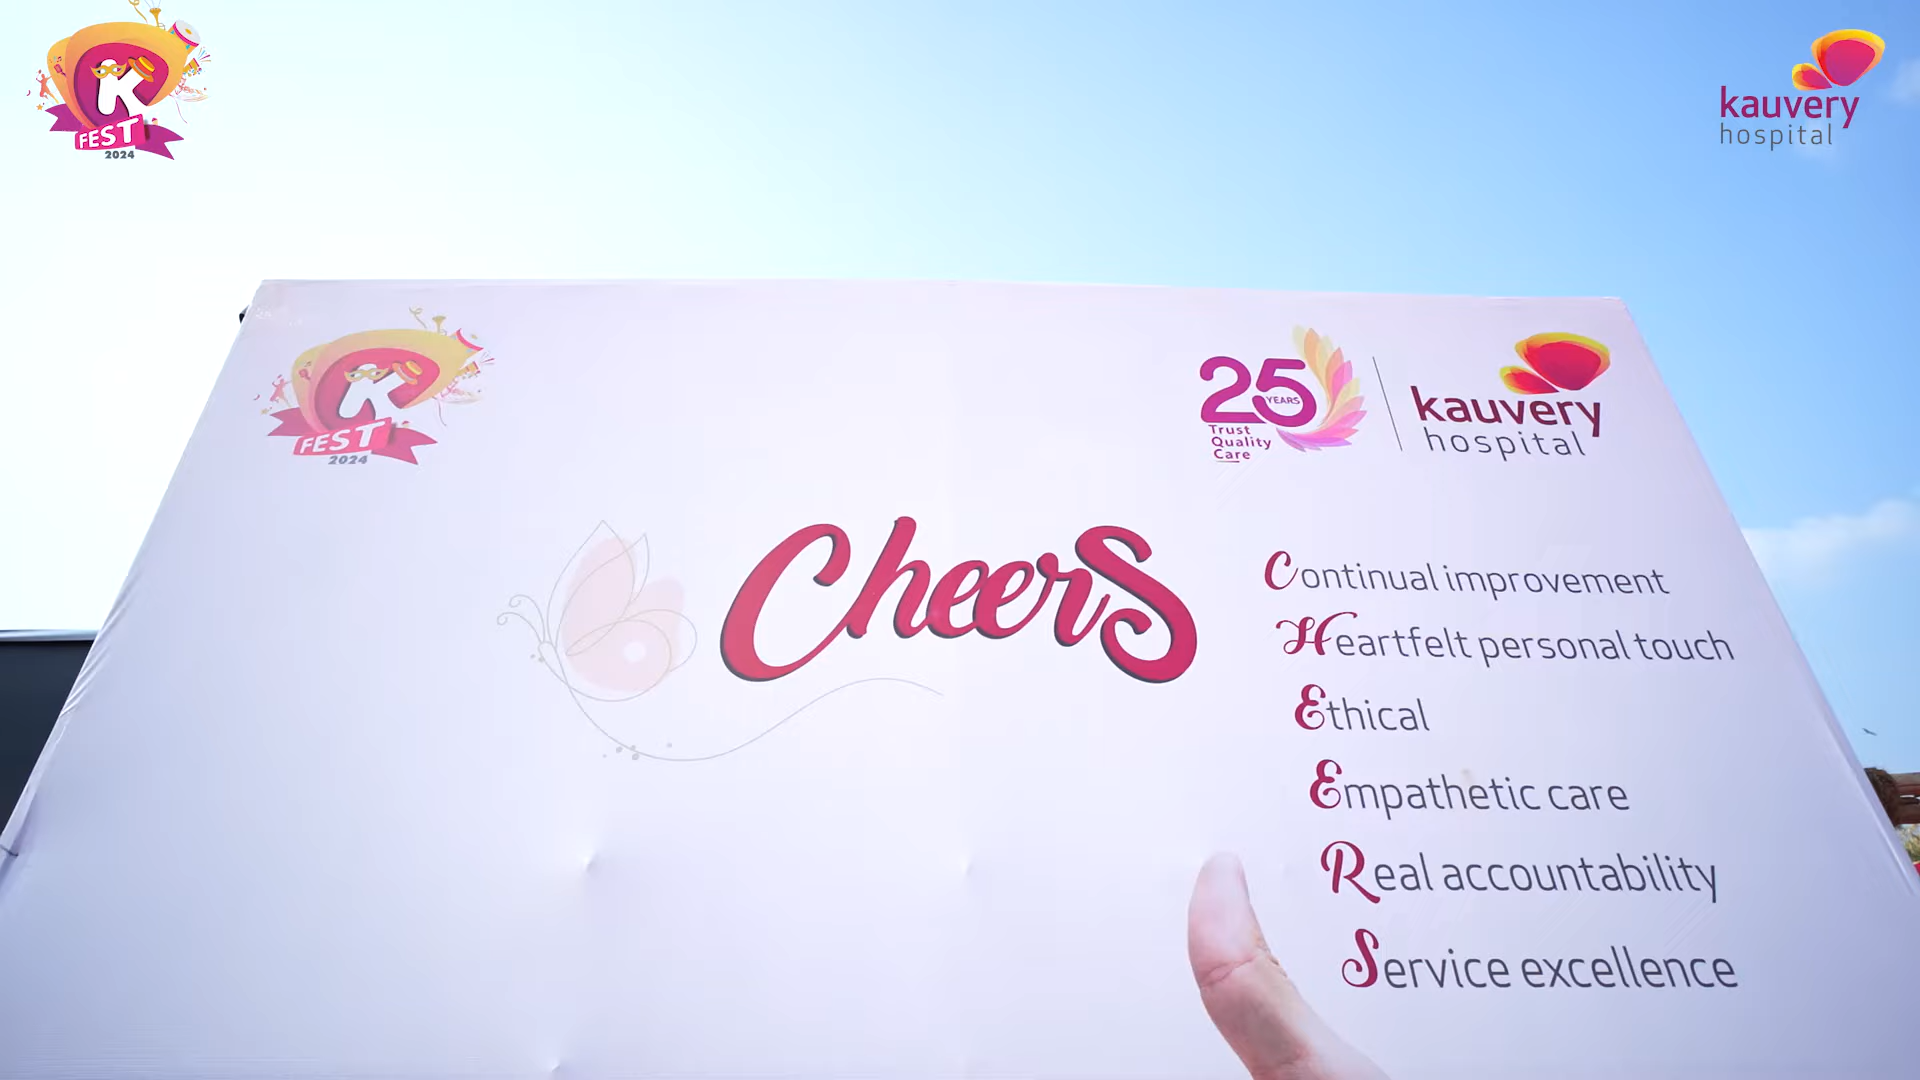 K
FEST
2024
kauvery
hospital
K
FEST
2024
25
YEARS
Trust
Quality
Care
kauvery
hospital
Cheers
Continual improvement
Heartfelt personal touch
Ethical
Empathetic care
Real accountability
Service excellence